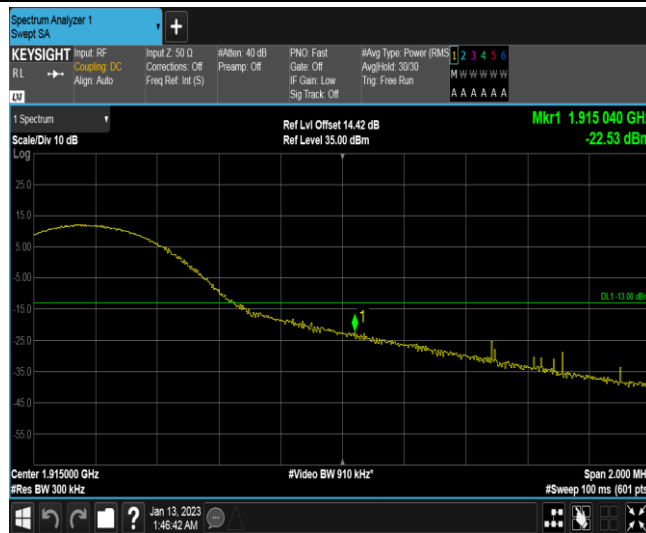 Spectrum Analyzer 1
Swept SA
+
KEYSIGHT
RL
Input: RF
Coupling: DC
Align: Auto
Input Z: 50 Ω
Corrections: Off
Freq Ref: Int (S)
#Atten: 40 dB
Preamp: Off
PNO: Fast
Gate: Off
IF Gain: Low
Sig Track: Off
#Avg Type: Power (RMS
Avg|Hold: 30/30
Trig: Free Run
1 2 3 4 5 6
M W W W W W
A A A A A A
1 Spectrum
Scale/Div 10 dB
Log
Ref Lvl Offset 14.42 dB
Ref Level 35.00 dBm
Mkr1 1.915 040 GHz
-22.53 dBm
25.0
15.0
5.00
-5.00
-15.0
-25.0
-35.0
-45.0
-55.0
DL1 -13.00 dBm
1
Center 1.915000 GHz
#Res BW 300 kHz
#Video BW 910 kHz*
Span 2.000 MH
#Sweep 100 ms (601 pts
?
Jan 13, 2023
1:46:42 AM